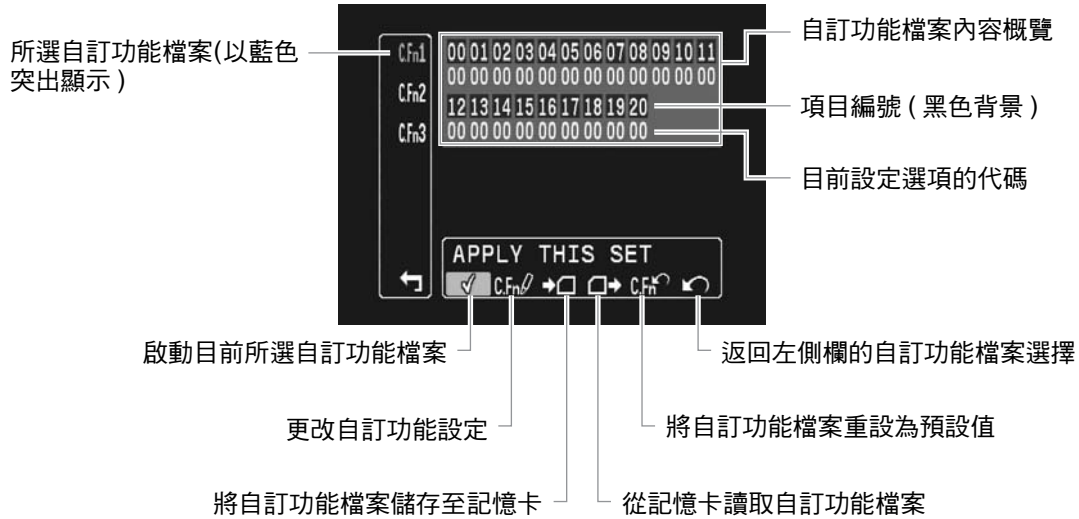 所選自訂功能檔案(以藍色
突出顯示 )
C.Fn1
C.Fn2
C.Fn3
00 01 02 03 04 05 06 07 08 09 10 11
00 00 00 00 00 00 00 00 00 00 00 00
12 13 14 15 16 17 18 19 20
00 00 00 00 00 00 00 00 00
自訂功能檔案內容概覽
項目編號 ( 黑色背景 )
目前設定選項的代碼
APPLY THIS SET
C.Fn
C.Fn
啟動目前所選自訂功能檔案
返回左側欄的自訂功能檔案選擇
更改自訂功能設定
將自訂功能檔案重設為預設值
將自訂功能檔案儲存至記憶卡
從記憶卡讀取自訂功能檔案